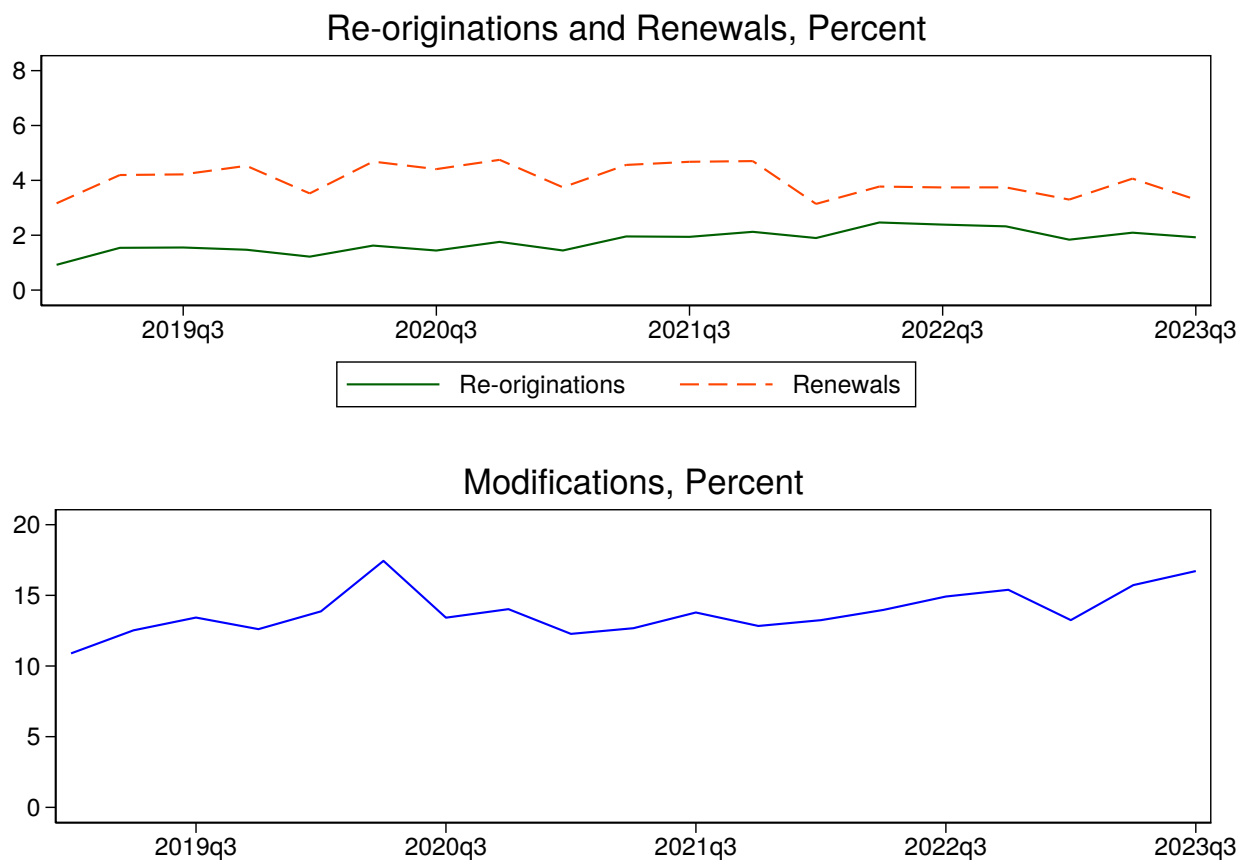 Re-originations and Renewals, Percent
8
6
4
2
0
2019q3 2020q3 2021q3 2022q3 2023q3
Re-originations Renewals
Modifications, Percent
20
15
10
5
0
2019q3 2020q3 2021q3 2022q3 2023q3